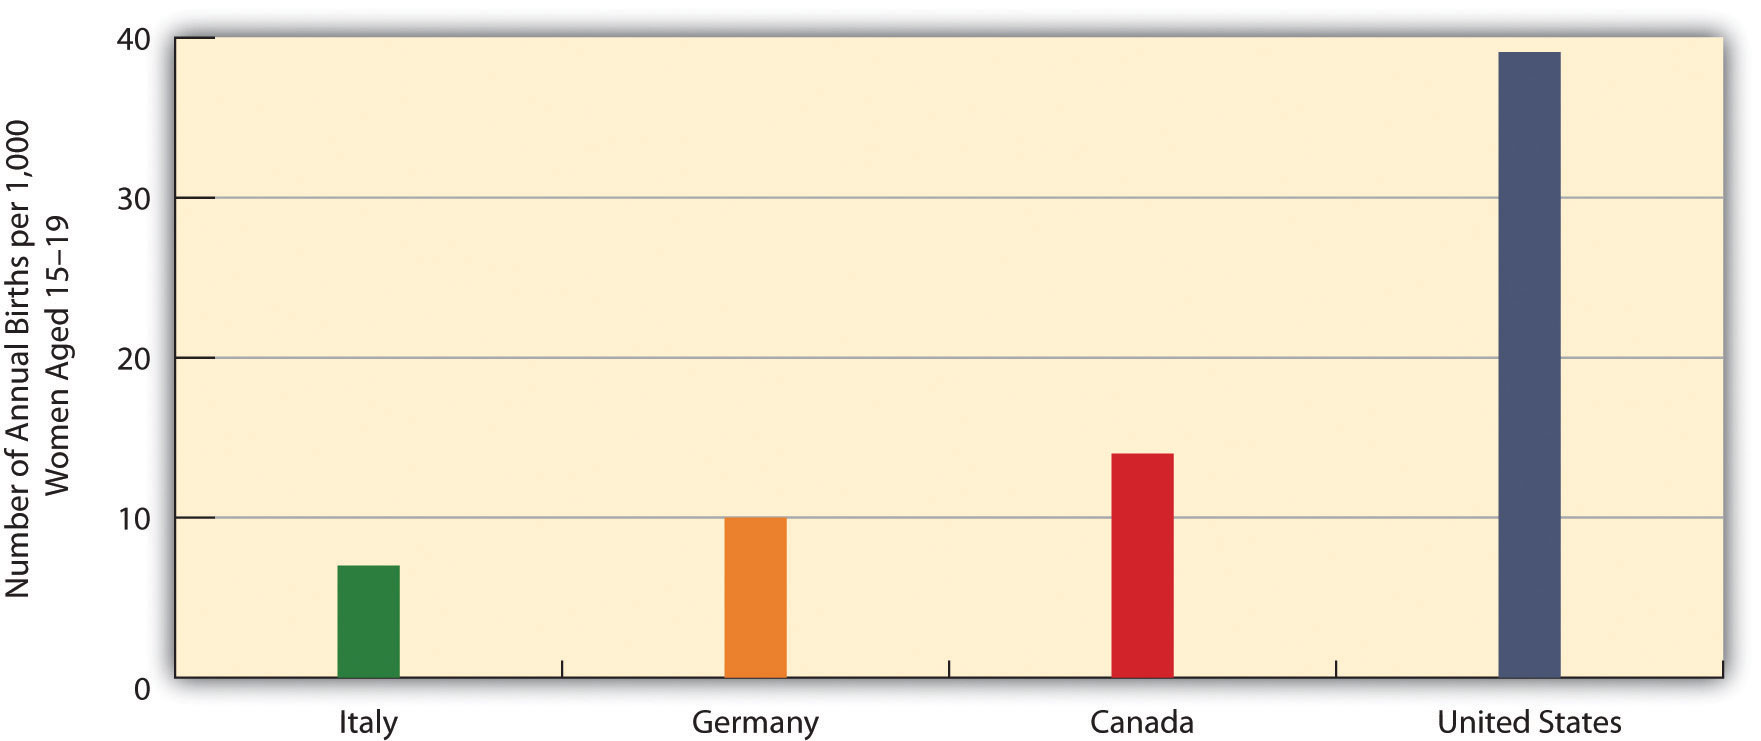 Number of Annual Births per 1,000
Women Aged 15–19
40
30
20
10
0
Italy
Germany
Canada
United States